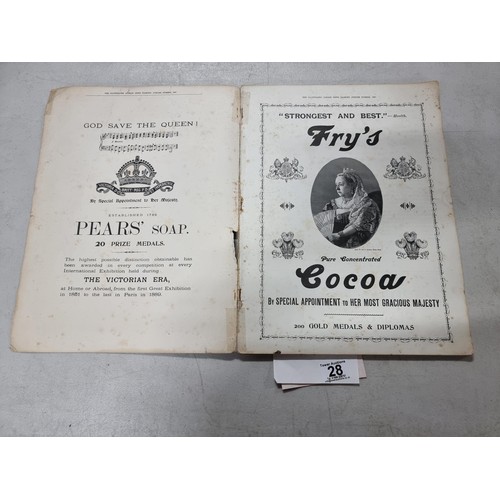 GOD SAVE THE QUEEN!
By Special Appointment to Her Majesty.
ESTABLISHED 1789
PEARS' SOAP.
20 PRIZE MEDALS.
The highest possible distinction obtainable has
been awarded in every competition at every
International Exhibition held during
THE VICTORIAN ERA,
at Home or Abroad, from the first Great Exhibition
in 1851 to the last in Paris in 1889.
"STRONGEST AND BEST."—Health.
Fry's
Pure Concentrated
Cocoa
BY SPECIAL APPOINTMENT TO HER MOST GRACIOUS MAJESTY
200 GOLD MEDALS & DIPLOMAS
28